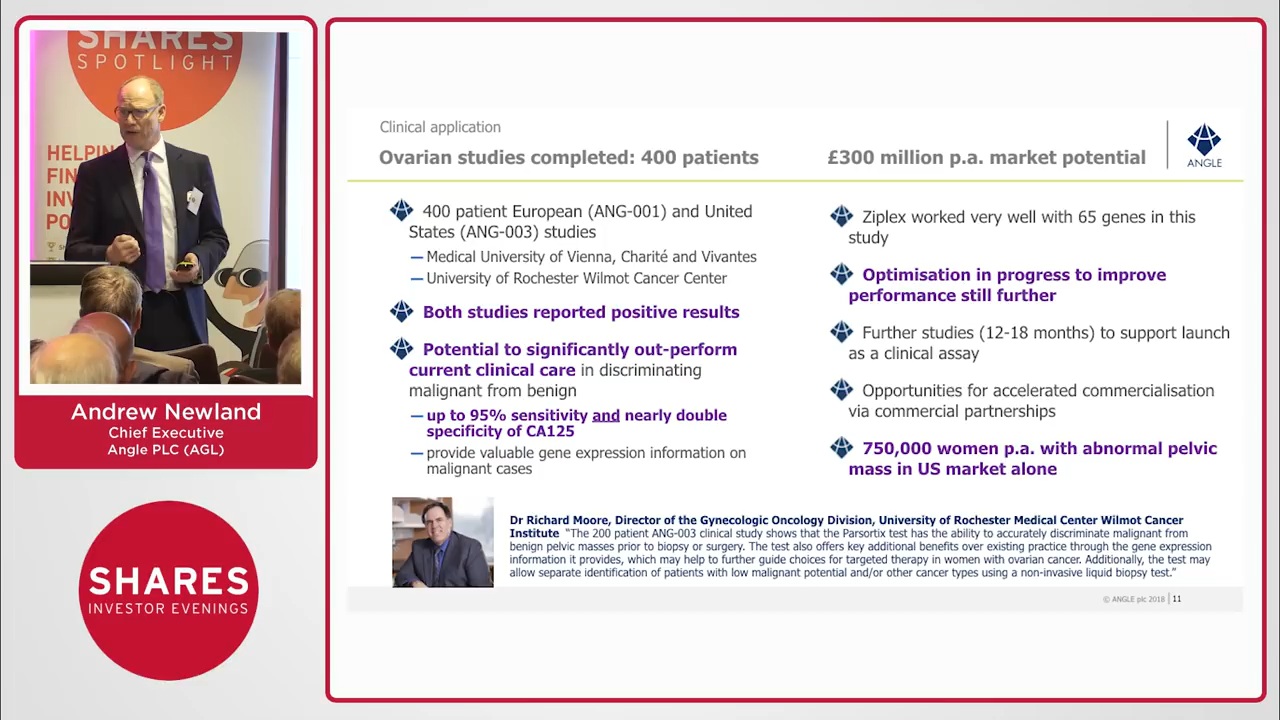 SHARES
SPOTLIGHT
HELPIN
FIN
INV
PO
Andrew Newland
Chief Executive
Angle PLC (AGL)
SHARES
INVESTOR EVENINGS
Clinical application
Ovarian studies completed: 400 patients
£300 million p.a. market potential
ANGLE
400 patient European (ANG-001) and United
States (ANG-003) studies
— Medical University of Vienna, Charité and Vivantes
— University of Rochester Wilmot Cancer Center
Both studies reported positive results
Potential to significantly out-perform
current clinical care in discriminating
malignant from benign
— up to 95% sensitivity and nearly double
specificity of CA125
— provide valuable gene expression information on
malignant cases
Ziplex worked very well with 65 genes in this
study
Optimisation in progress to improve
performance still further
Further studies (12-18 months) to support launch
as a clinical assay
Opportunities for accelerated commercialisation
via commercial partnerships
750,000 women p.a. with abnormal pelvic
mass in US market alone
Dr Richard Moore, Director of the Gynecologic Oncology Division, University of Rochester Medical Center Wilmot Cancer
Institute “The 200 patient ANG-003 clinical study shows that the Parsortix test has the ability to accurately discriminate malignant from
benign pelvic masses prior to biopsy or surgery. The test also offers key additional benefits over existing practice through the gene expression
information it provides, which may help to further guide choices for targeted therapy in women with ovarian cancer. Additionally, the test may
allow separate identification of patients with low malignant potential and/or other cancer types using a non-invasive liquid biopsy test.”
© ANGLE plc 2018 | 11